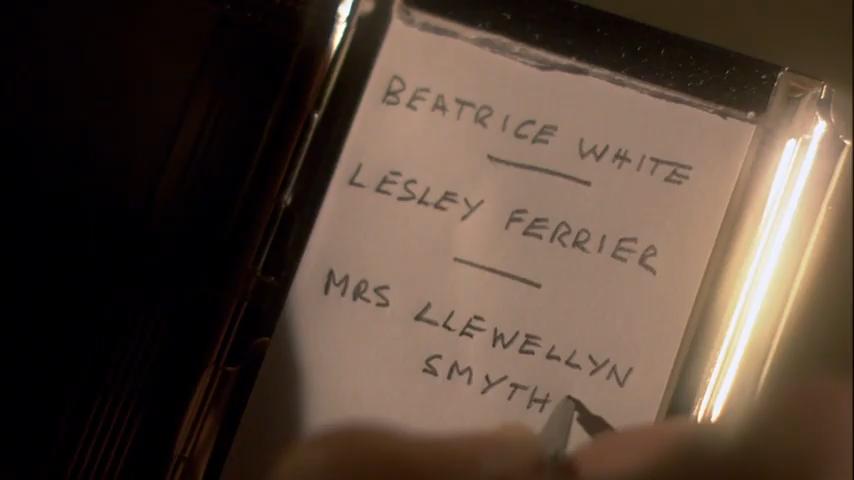 BEATRICE WHITE
LESLEY FERRIER
MRS LLEWELLYN
SMYTH